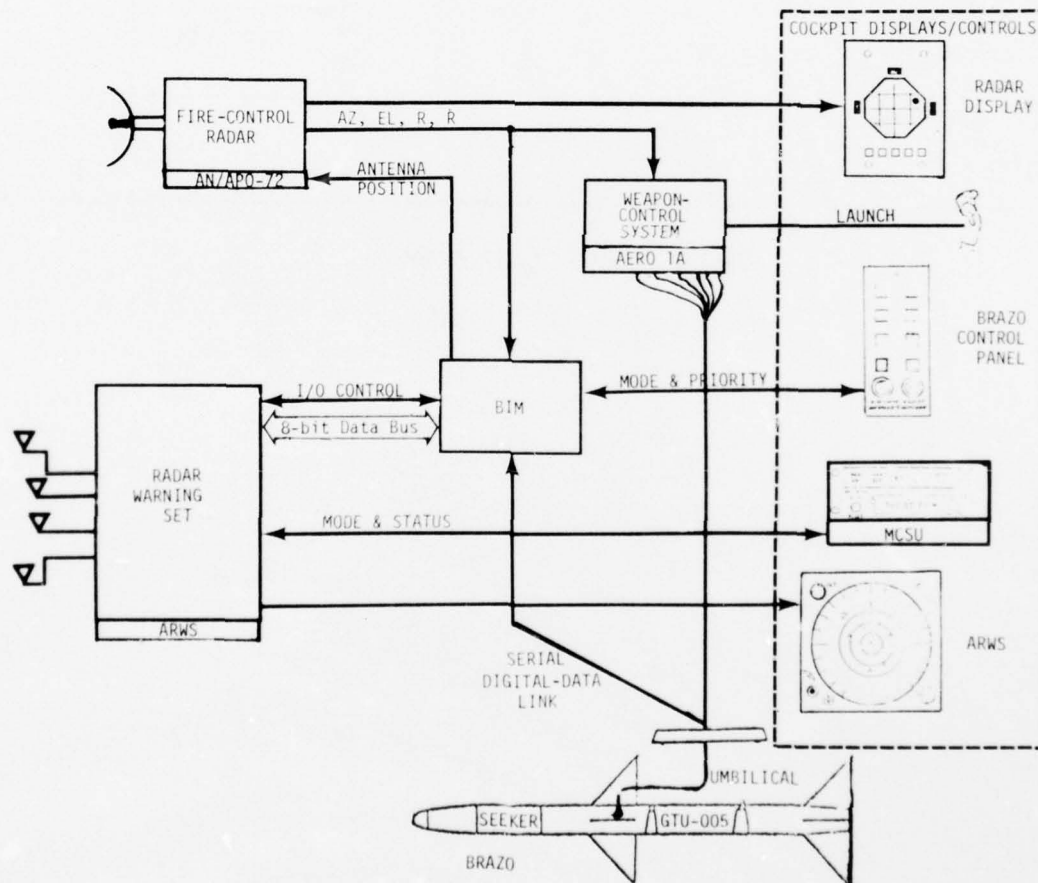 COCKPIT DISPLAYS/CONTROLS
RADAR
DISPLAY
FIRE-CONTROL
RADAR
AN/APO-72
AZ, EL, R, R
ANTENNA
POSITION
WEAPON-
CONTROL
SYSTEM
AERO 1A
LAUNCH
BRAZO
CONTROL
PANEL
MODE & PRIORITY
BIM
I/O CONTROL
8-bit Data Bus
RADAR
WARNING
SET
ARWS
MODE & STATUS
MCSU
ARWS
SERIAL
DIGITAL-DATA
LINK
UMBILICAL
SEEKER
GTU-005
BRAZO